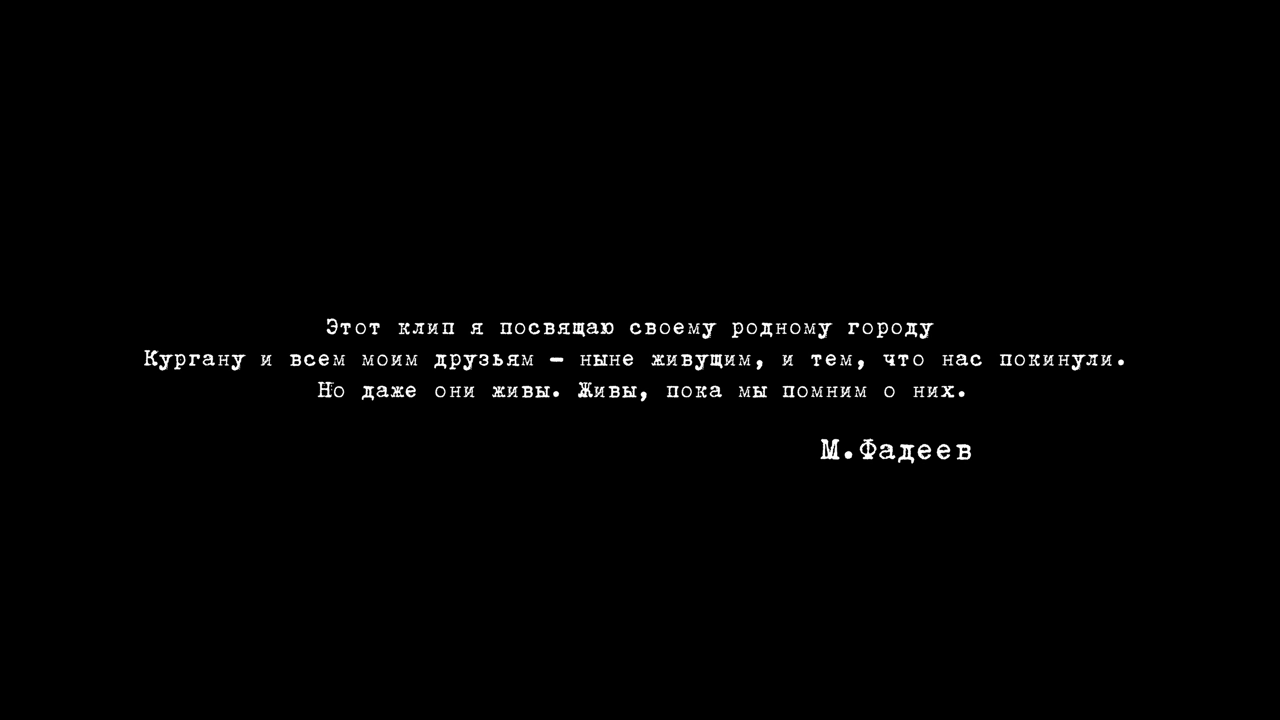 Этот клип я посвящаю своему родному городу
Кургану и всем моим друзьям – ныне живущим, и тем, что нас покинули.
Но даже они живы. Живы, пока мы помним о них.
М.Фадеев